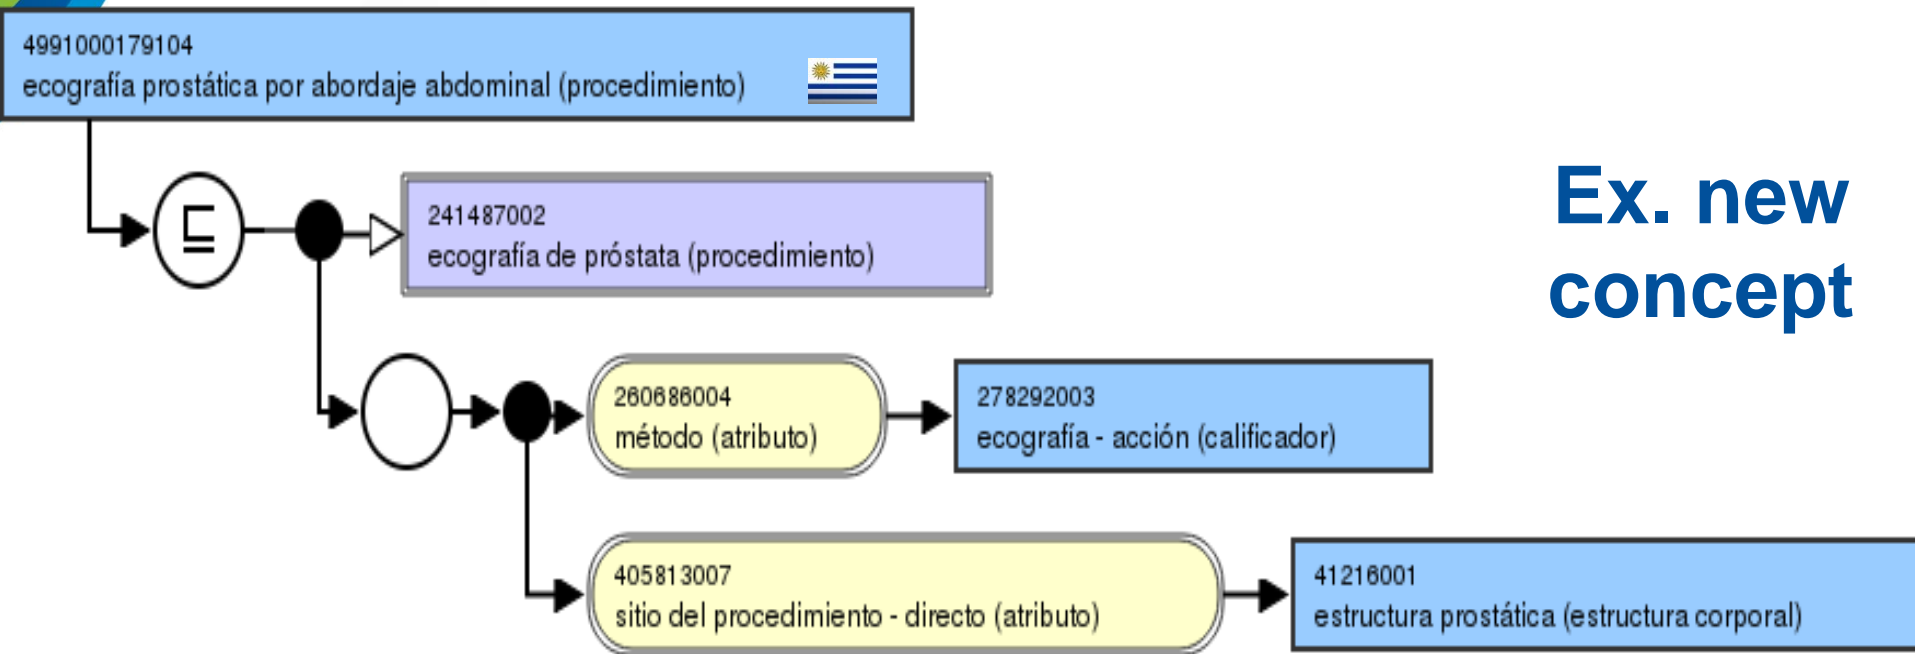 4991000179104
ecografía prostática por abordaje abdominal (procedimiento)
⊑
241487002
ecografía de próstata (procedimiento)
Ex. new
concept
260686004
método (atributo)
278292003
ecografía - acción (calificador)
405813007
sitio del procedimiento - directo (atributo)
41216001
estructura prostática (estructura corporal)